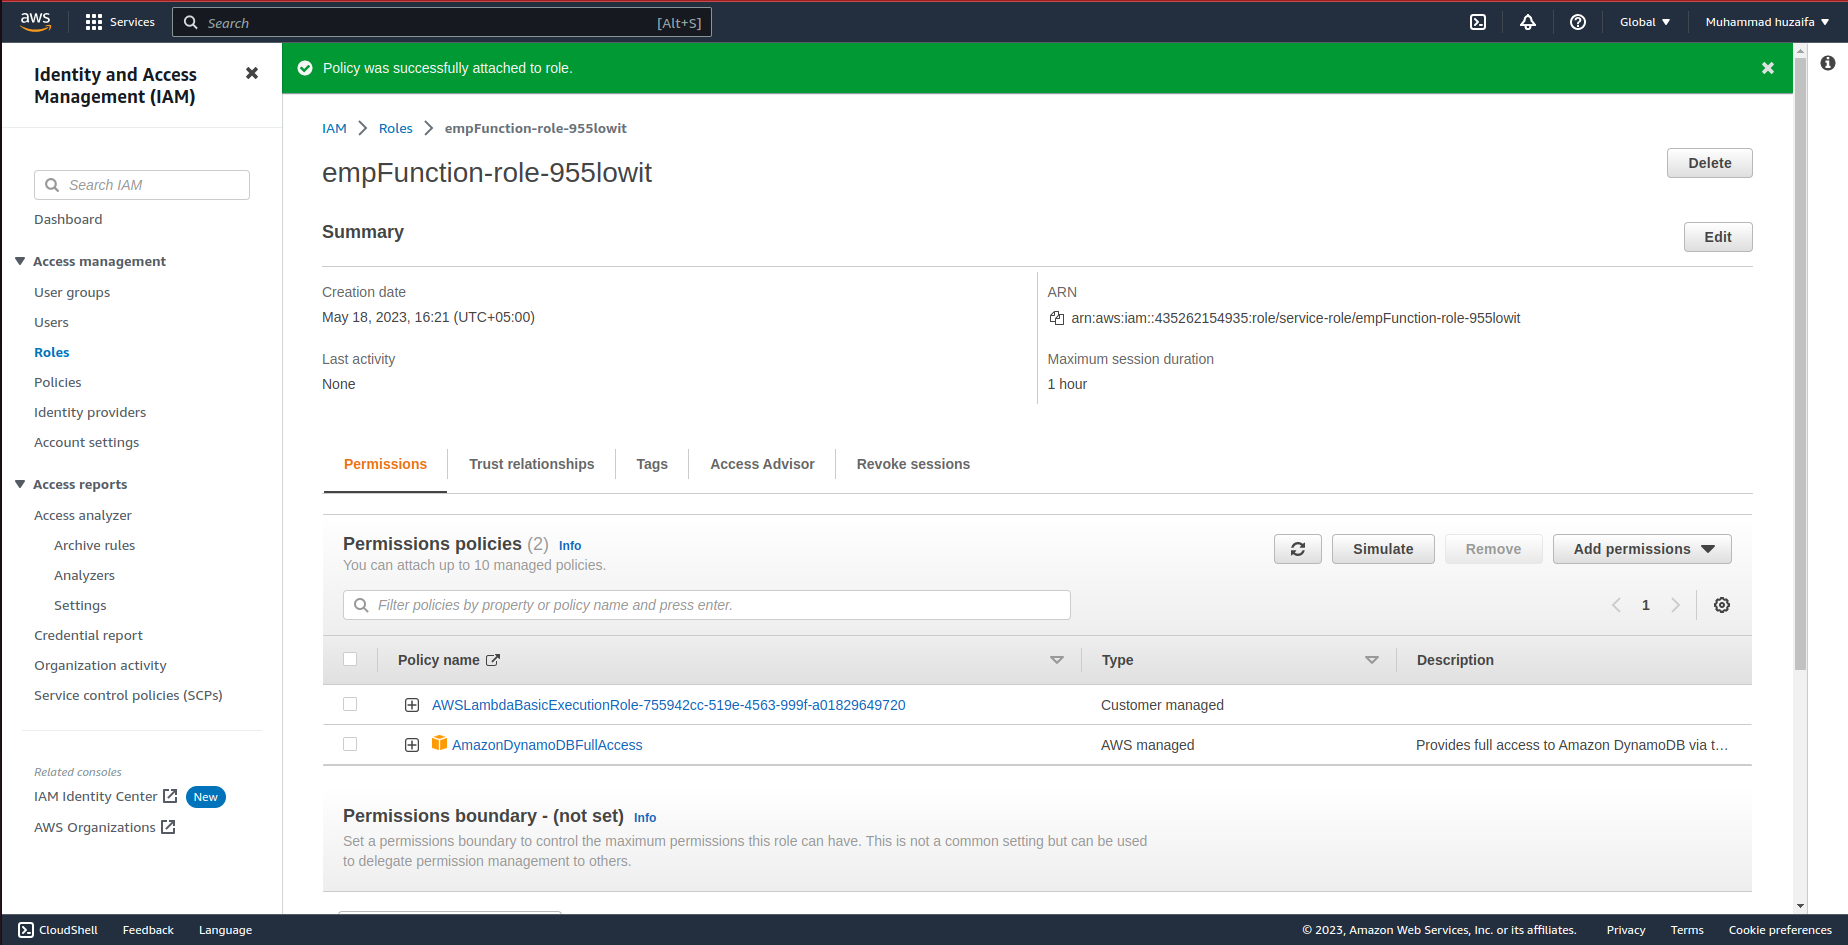 aws
Services
Search
[Alt+S]
Global
Muhammad huzaifa
Identity and Access
Management (IAM)
Search IAM
Dashboard
Access management
User groups
Users
Roles
Policies
Identity providers
Account settings
Access reports
Access analyzer
Archive rules
Analyzers
Settings
Credential report
Organization activity
Service control policies (SCPs)
Related consoles
IAM Identity Center New
AWS Organizations
Policy was successfully attached to role.
IAM Roles empFunction-role-955lowit
empFunction-role-955lowit
Delete
Summary
Edit
Creation date
May 18, 2023, 16:21 (UTC+05:00)
ARN
arn:aws:iam::435262154935:role/service-role/empFunction-role-955lowit
Last activity
None
Maximum session duration
1 hour
Permissions Trust relationships Tags Access Advisor Revoke sessions
Permissions policies (2) Info
You can attach up to 10 managed policies.
Simulate Remove Add permissions
Filter policies by property or policy name and press enter.
1
Policy name Type Description
AWSLambdaBasicExecutionRole-755942cc-519e-4563-999f-a01829649720 Customer managed
AmazonDynamoDBFullAccess AWS managed Provides full access to Amazon DynamoDB via t...
Permissions boundary - (not set) Info
Set a permissions boundary to control the maximum permissions this role can have. This is not a common setting but can be used
to delegate permission management to others.
CloudShell Feedback Language
© 2023, Amazon Web Services, Inc. or its affiliates. Privacy Terms Cookie preferences